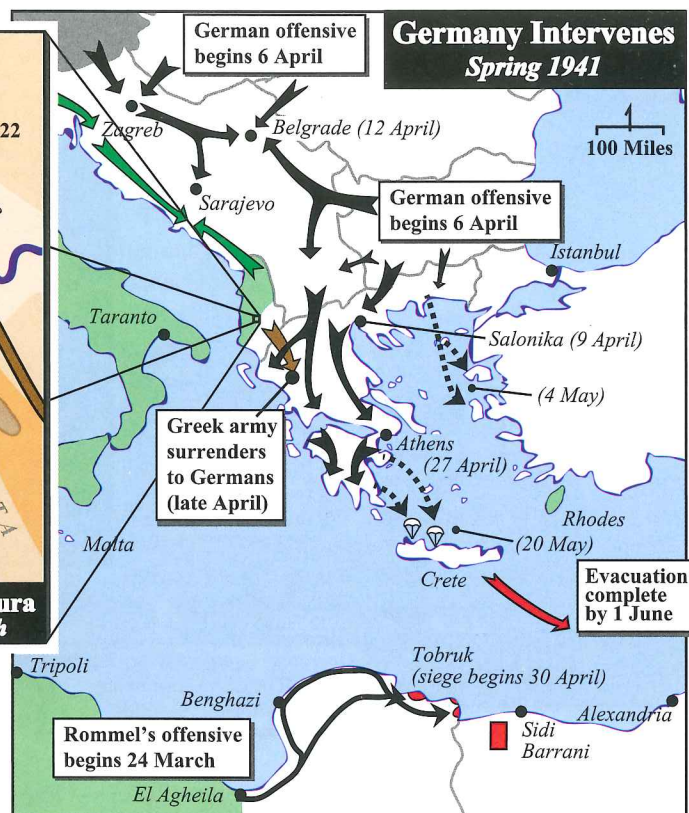 Germany Intervenes
Spring 1941
German offensive
begins 6 April
22
Zagreb
Belgrade (12 April)
100 Miles
Sarajevo
German offensive
begins 6 April
Istanbul
Taranto
Salonika (9 April)
(4 May)
Greek army
surrenders
to Germans
(late April)
Athens
(27 April)
Rhodes
Malta
(20 May)
Crete
Evacuation
complete
by 1 June
Tripoli
Tobruk
(siege begins 30 April)
Benghazi
Alexandria
Sidi
Barrani
Rommel's offensive
begins 24 March
El Agheila